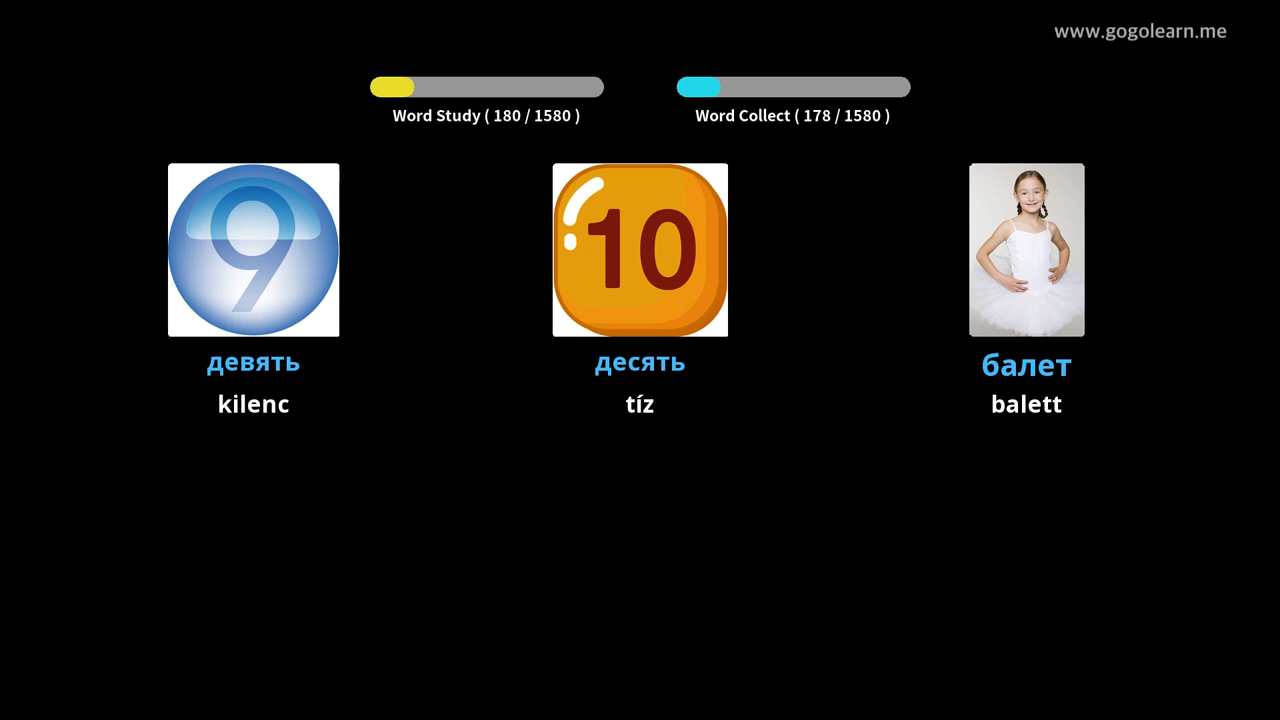 www.gogolearn.me
Word Study ( 180 / 1580 )
Word Collect ( 178 / 1580 )
9
10
девять
десять
балет
kilenc
tíz
balett